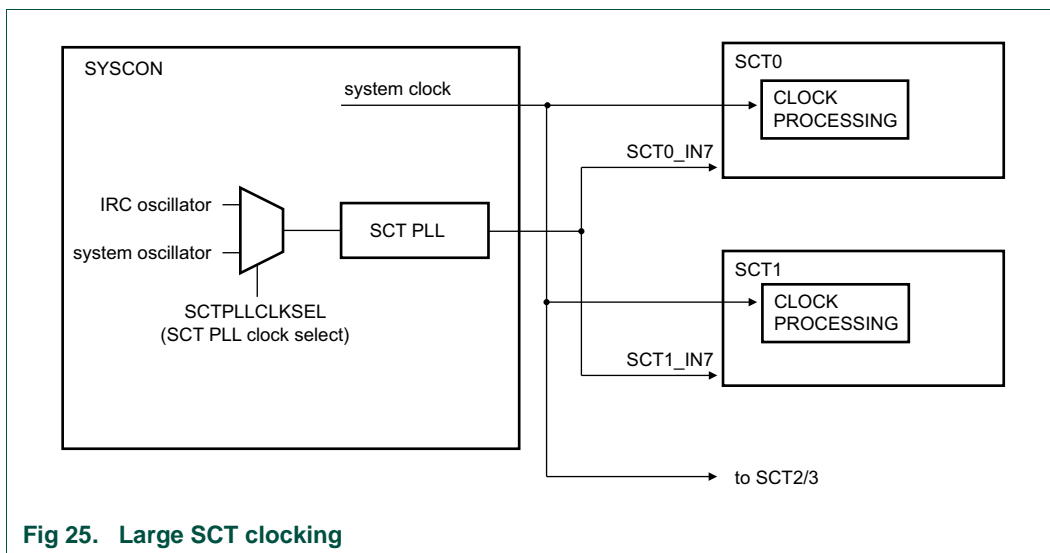 SYSCON
system clock
IRC oscillator
system oscillator
SCT PLL
SCTPLLCLKSEL
(SCT PLL clock select)
SCT0
CLOCK
PROCESSING
SCT0_IN7
SCT1
CLOCK
PROCESSING
SCT1_IN7
to SCT2/3
Fig 25. Large SCT clocking